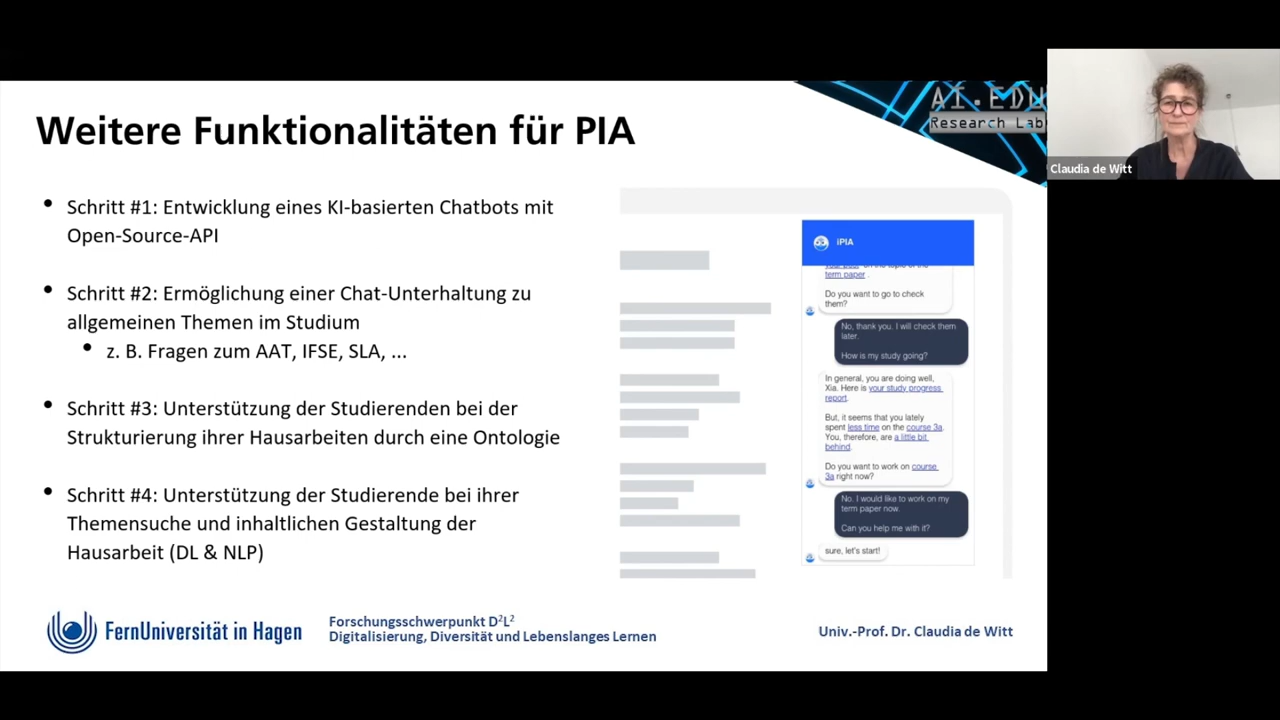 AI.EDU
Research Lab
Claudia de Witt
Weitere Funktionalitäten für PIA
• Schritt #1: Entwicklung eines KI-basierten Chatbots mit
Open-Source-API
• Schritt #2: Ermöglichung einer Chat-Unterhaltung zu
allgemeinen Themen im Studium
• z. B. Fragen zum AAT, IFSE, SLA, ...
• Schritt #3: Unterstützung der Studierenden bei der
Strukturierung ihrer Hausarbeiten durch eine Ontologie
• Schritt #4: Unterstützung der Studierende bei ihrer
Themensuche und inhaltlichen Gestaltung der
Hausarbeit (DL & NLP)
iPIA
term paper .
Do you want to go to check
them?
No, thank you. I will check them
later.
How is my study going?
In general, you are doing well,
Xia. Here is your study progress
report.
But, it seems that you lately
spent less time on the course 3a.
You, therefore, are a little bit
behind.
Do you want to work on course
3a right now?
No. I would like to work on my
term paper now.
Can you help me with it?
sure, let's start!
FernUniversität in Hagen
Forschungsschwerpunkt D²L²
Digitalisierung, Diversität und Lebenslanges Lernen
Univ.-Prof. Dr. Claudia de Witt